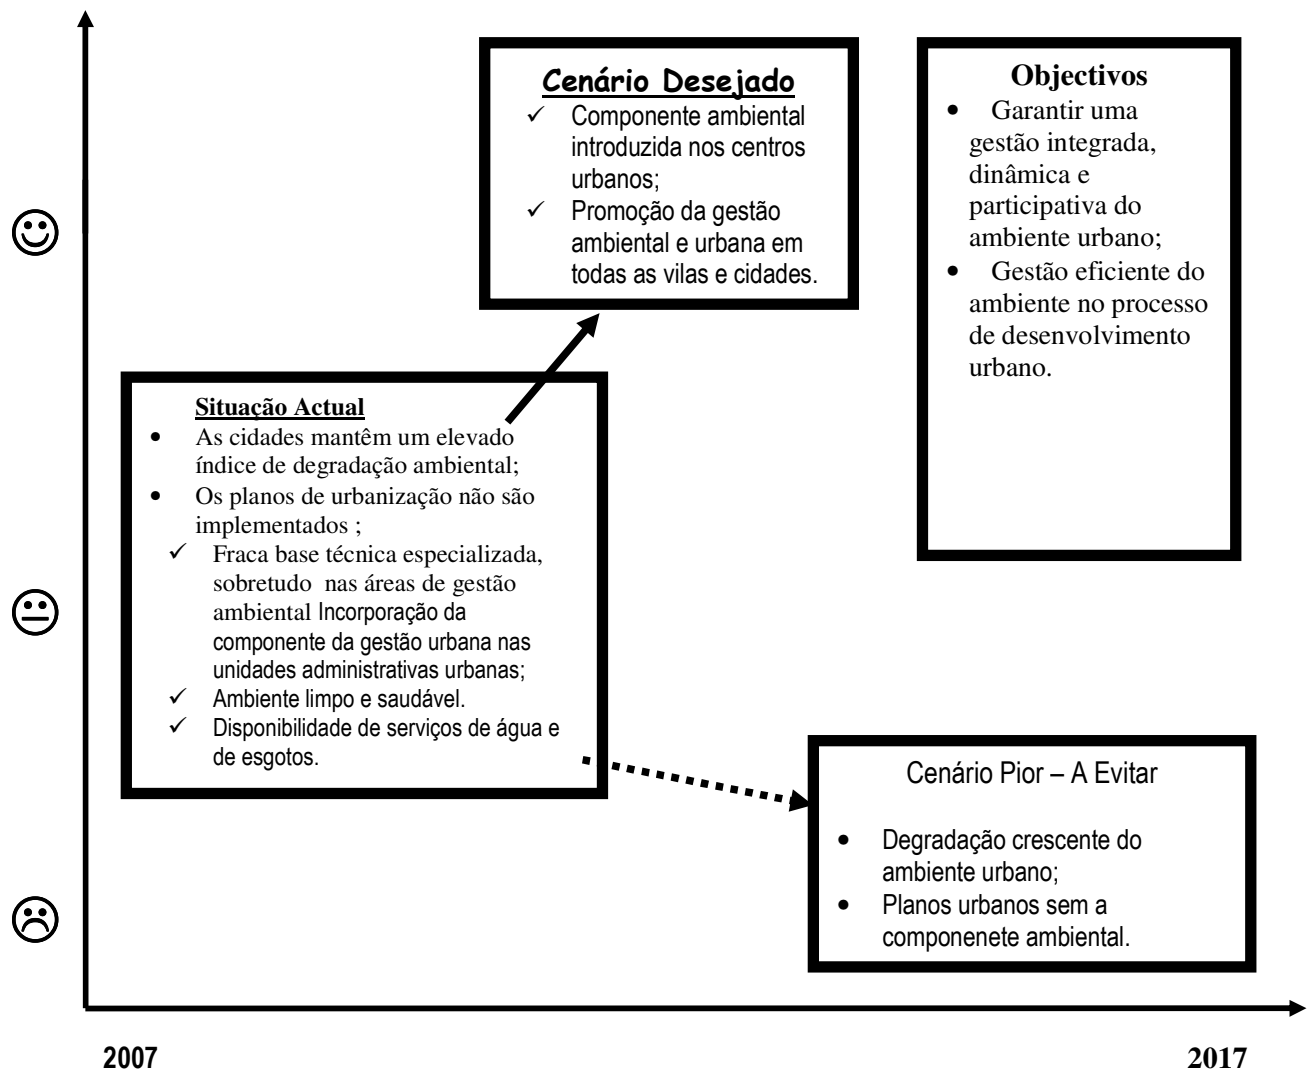 Cenário Desejado
✓ Componente ambiental
introduzida nos centros
urbanos;
✓ Promoção da gestão
ambiental e urbana em
todas as vilas e cidades.
Objectivos
• Garantir uma
gestão integrada,
dinâmica e
participativa do
ambiente urbano;
• Gestão eficiente do
ambiente no processo
de desenvolvimento
urbano.
Situação Actual
• As cidades mantêm um elevado
índice de degradação ambiental;
• Os planos de urbanização não são
implementados ;
✓ Fraca base técnica especializada,
sobretudo nas áreas de gestão
ambiental Incorporação da
componente da gestão urbana nas
unidades administrativas urbanas;
✓ Ambiente limpo e saudável.
✓ Disponibilidade de serviços de água e
de esgotos.
Cenário Pior – A Evitar
• Degradação crescente do
ambiente urbano;
• Planos urbanos sem a
componenete ambiental.
2007
2017